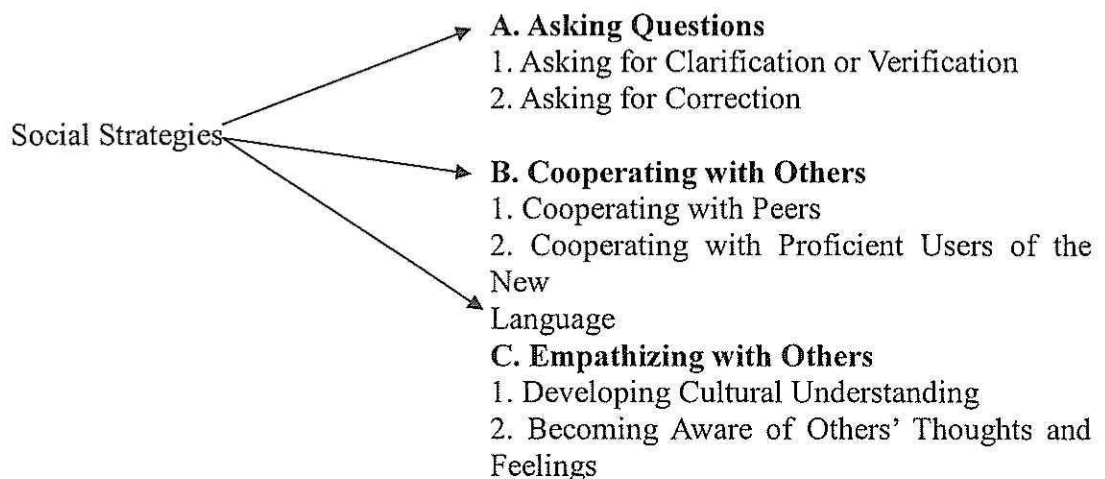 A. Asking Questions
1. Asking for Clarification or Verification
2. Asking for Correction
Social Strategies
B. Cooperating with Others
1. Cooperating with Peers
2. Cooperating with Proficient Users of the
New
Language
C. Empathizing with Others
1. Developing Cultural Understanding
2. Becoming Aware of Others' Thoughts and
Feelings